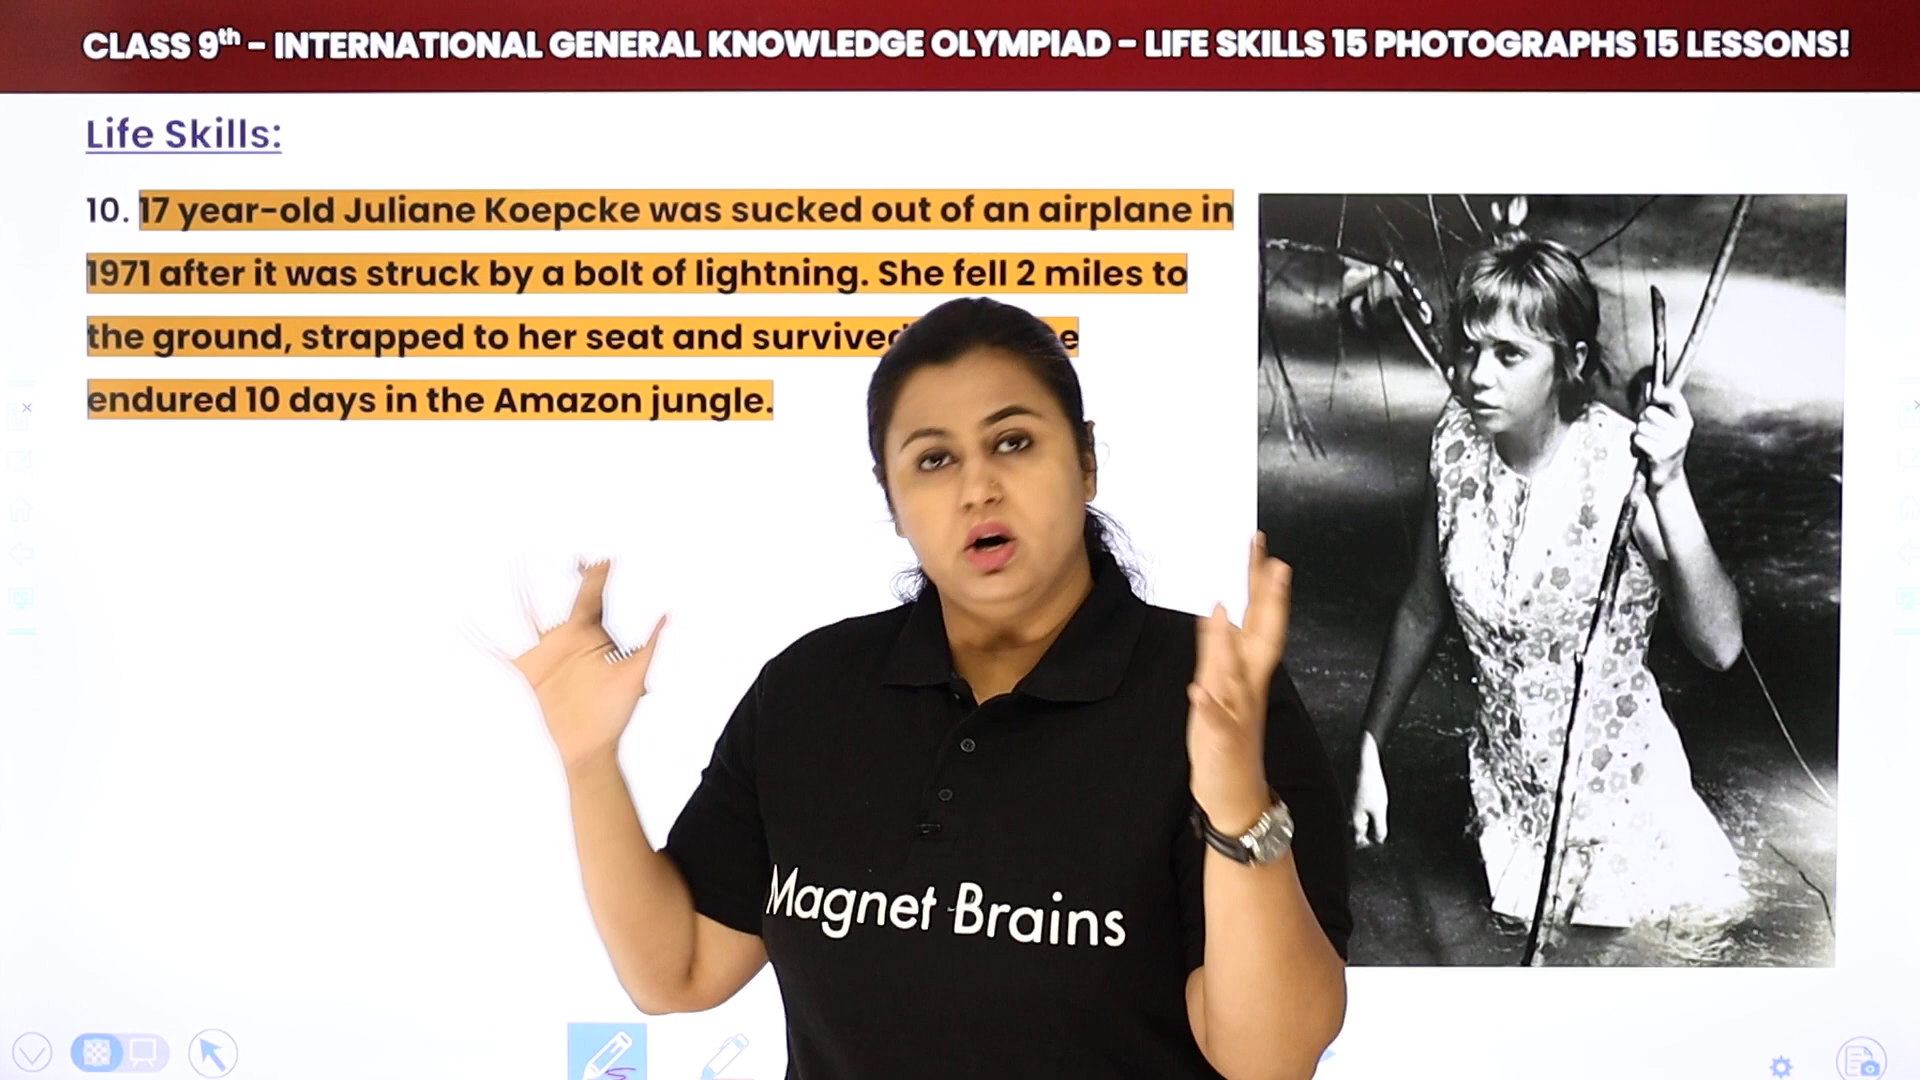 CLASS 9th – INTERNATIONAL GENERAL KNOWLEDGE OLYMPIAD – LIFE SKILLS 15 PHOTOGRAPHS 15 LESSONS!
Life Skills:
10. 17 year-old Juliane Koepcke was sucked out of an airplane in
1971 after it was struck by a bolt of lightning. She fell 2 miles to
the ground, strapped to her seat and survived
endured 10 days in the Amazon jungle.
Magnet Brains